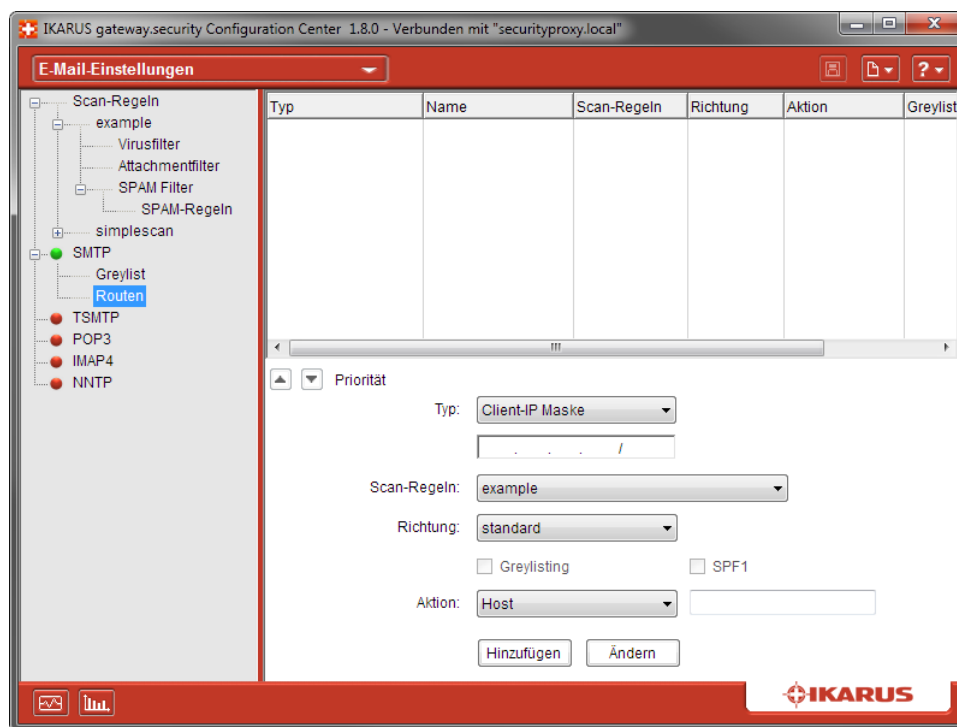 IKARUS gateway.security Configuration Center 1.8.0 - Verbunden mit "securityproxy.local"
E-Mail-Einstellungen
?
Scan-Regeln
example
Virusfilter
Attachmentfilter
SPAM Filter
SPAM-Regeln
simplescan
SMTP
Greylist
Routen
TSMTP
POP3
IMAP4
NNTP
Typ Name Scan-Regeln Richtung Aktion Greylist
Priorität
Typ: Client-IP Maske
. . . /
Scan-Regeln: example
Richtung: standard
Greylisting SPF1
Aktion: Host
Hinzufügen Ändern
IKARUS